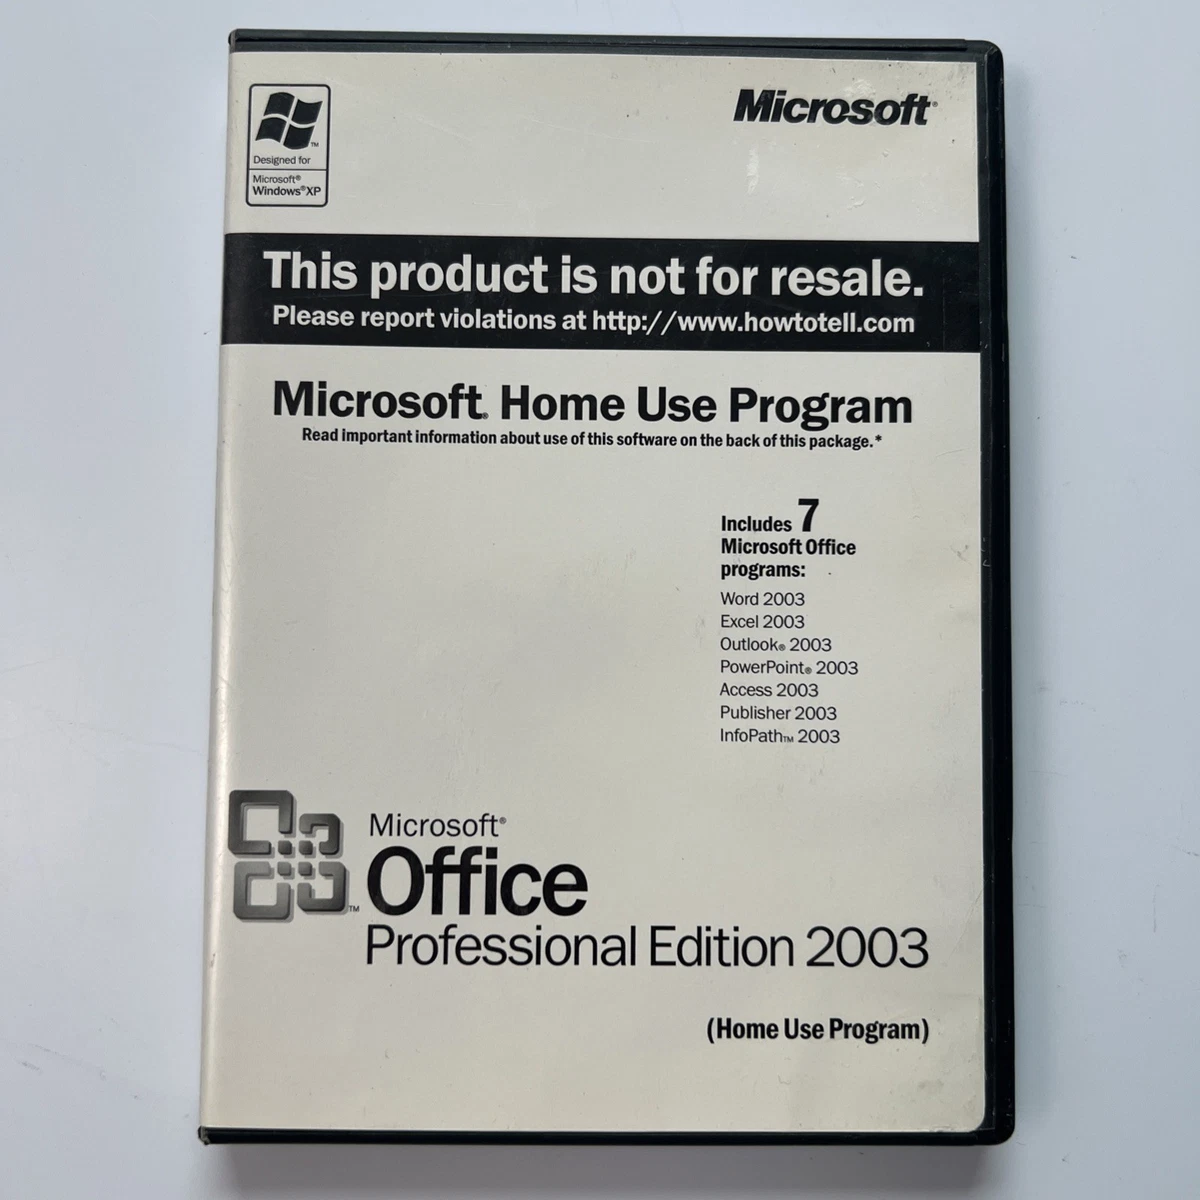 Microsoft®
™
Designed for
Microsoft®
Windows®XP
This product is not for resale.
Please report violations at http://www.howtotell.com
Microsoft® Home Use Program
Read important information about use of this software on the back of this package.*
Includes 7
Microsoft Office
programs:
Word 2003
Excel 2003
Outlook® 2003
PowerPoint® 2003
Access 2003
Publisher 2003
InfoPath™ 2003
Microsoft®
™ Office
Professional Edition 2003
(Home Use Program)